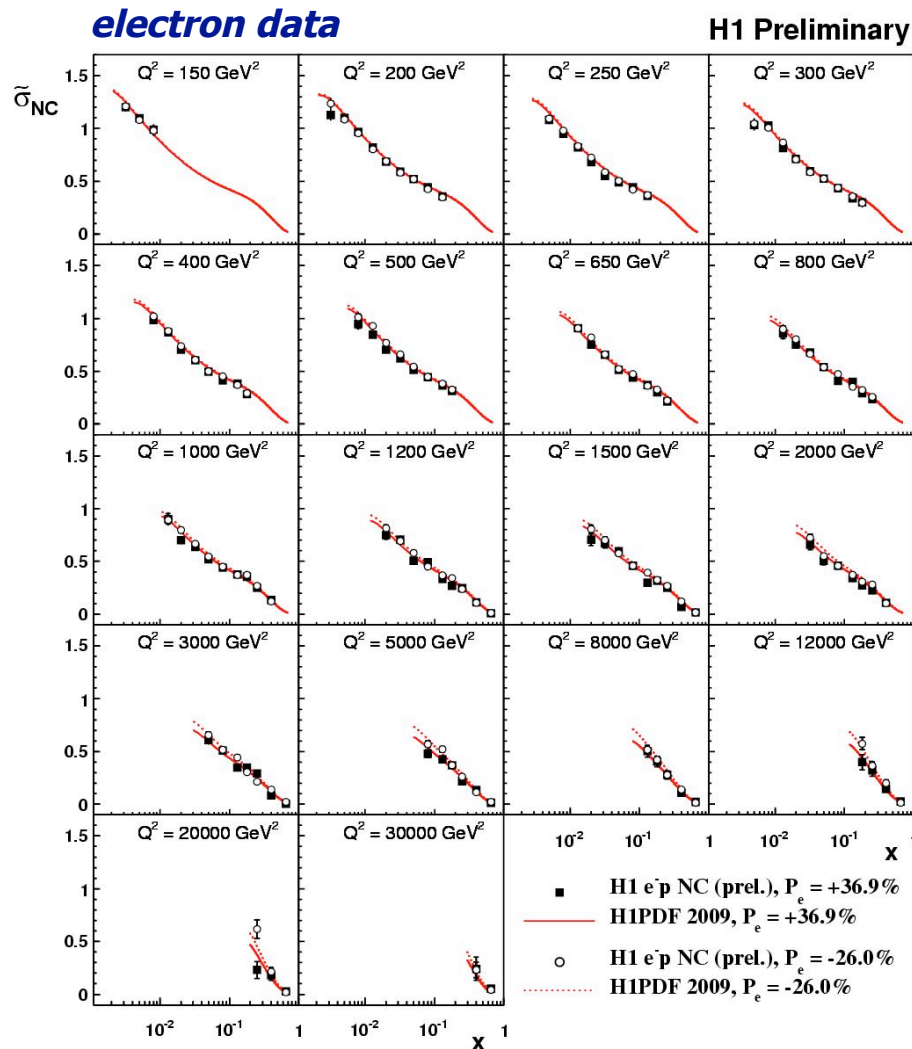 electron data H1 Preliminary
σ̃NC
Q² = 150 GeV² Q² = 200 GeV² Q² = 250 GeV² Q² = 300 GeV²
1.5
1
0.5
0
Q² = 400 GeV² Q² = 500 GeV² Q² = 650 GeV² Q² = 800 GeV²
1.5
1
0.5
0
Q² = 1000 GeV² Q² = 1200 GeV² Q² = 1500 GeV² Q² = 2000 GeV²
1.5
1
0.5
0
Q² = 3000 GeV² Q² = 5000 GeV² Q² = 8000 GeV² Q² = 12000 GeV²
1.5
1
0.5
0
Q² = 20000 GeV² Q² = 30000 GeV² 10⁻² 10⁻¹ 1 10⁻² 10⁻¹ 1
x x
1.5
1
0.5
0
H1 e⁻p NC (prel.), Pe = +36.9%
H1PDF 2009, Pe = +36.9%
H1 e⁻p NC (prel.), Pe = -26.0%
H1PDF 2009, Pe = -26.0%
10⁻² 10⁻¹ 1 10⁻² 10⁻¹ 1
x